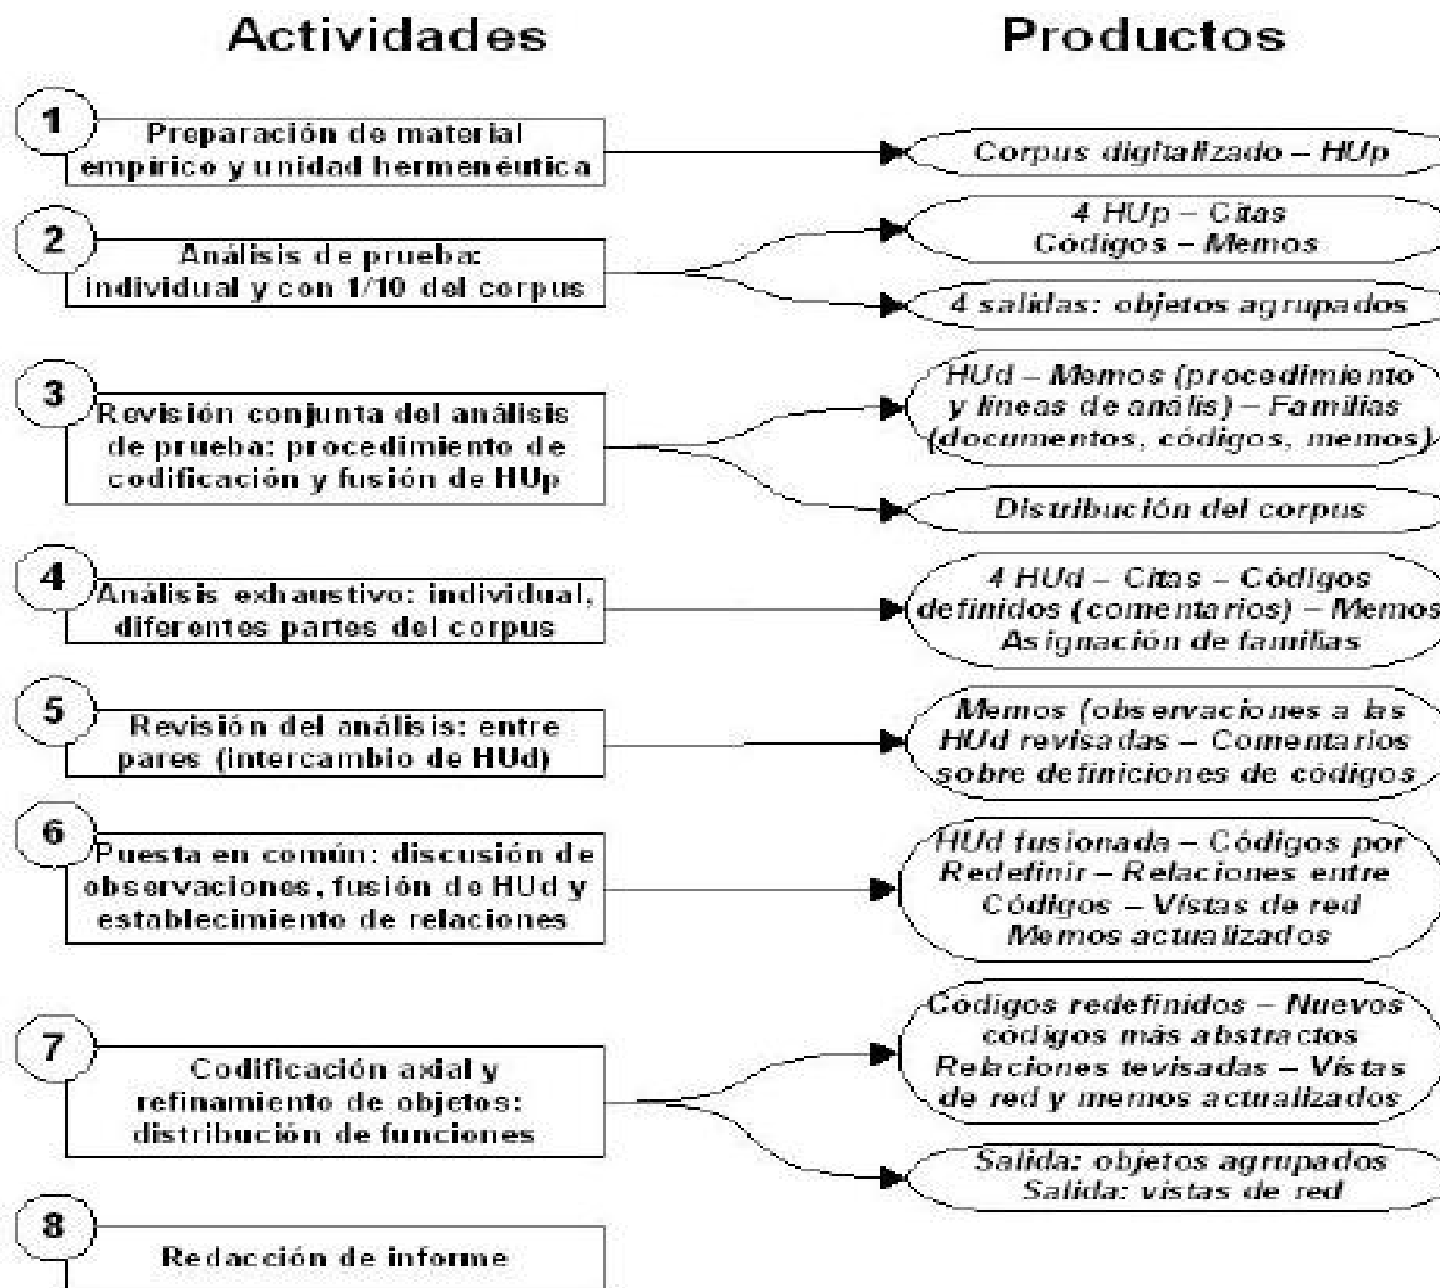 Actividades
Productos
1
Preparación de material
empírico y unidad hermenéutica
Corpus digitalizado – HUp
2
Análisis de prueba:
individual y con 1/10 del corpus
4 HUp – Citas
Códigos – Memos
4 salidas: objetos agrupados
3
Revisión conjunta del análisis
de prueba: procedimiento de
codificación y fusión de HUp
HUd – Memos (procedimiento
y líneas de anális) – Familias
(documentos, códigos, memos)
Distribución del corpus
4
Análisis exhaustivo: individual,
diferentes partes del corpus
4 HUd – Citas – Códigos
definidos (comentarios) – Memos
Asignación de familias
5
Revisión del análisis: entre
pares (intercambio de HUd)
Memos (observaciones a las
HUd revisadas – Comentarios
sobre definiciones de códigos
6
Puesta en común: discusión de
observaciones, fusión de HUd y
establecimiento de relaciones
HUd fusionada – Códigos por
Redefinir – Relaciones entre
Códigos – Vistas de red
Memos actualizados
7
Codificación axial y
refinamiento de objetos:
distribución de funciones
Códigos redefinidos – Nuevos
códigos más abstractos
Relaciones tevisadas – Vistas
de red y memos actualizados
Salida: objetos agrupados
Salida: vistas de red
8
Redacción de informe